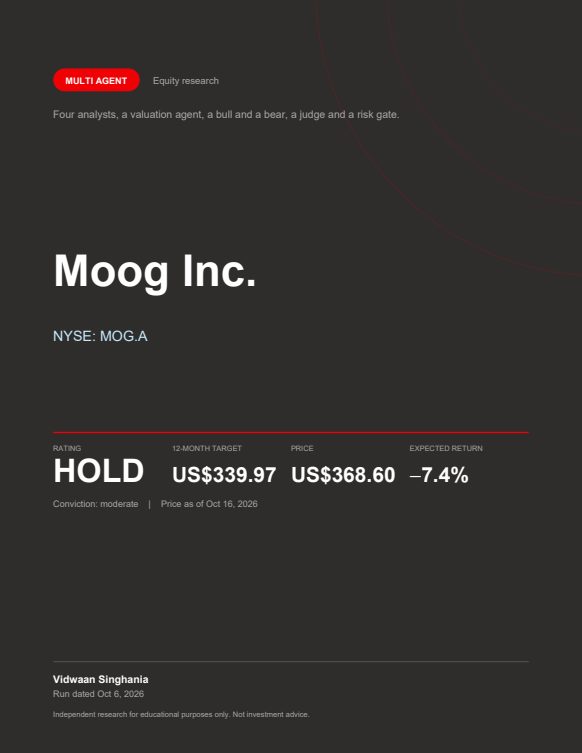 MULTI AGENT Equity research
Four analysts, a valuation agent, a bull and a bear, a judge and a risk gate.
Moog Inc.
NYSE: MOG.A
RATING 12-MONTH TARGET PRICE EXPECTED RETURN
HOLD US$339.97 US$368.60 –7.4%
Conviction: moderate | Price as of Oct 16, 2026
Vidwaan Singhania
Run dated Oct 6, 2026
Independent research for educational purposes only. Not investment advice.